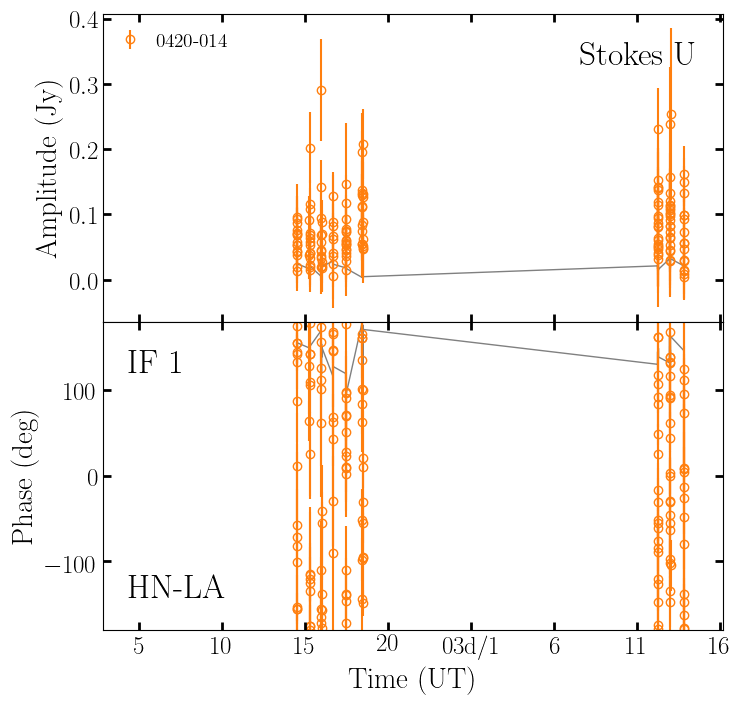 0420-014
Stokes U
Amplitude (Jy)
0.4
0.3
0.2
0.1
0.0
IF 1
HN-LA
Phase (deg)
100
0
−100
5 10 15 20 03d/1 6 11 16
Time (UT)